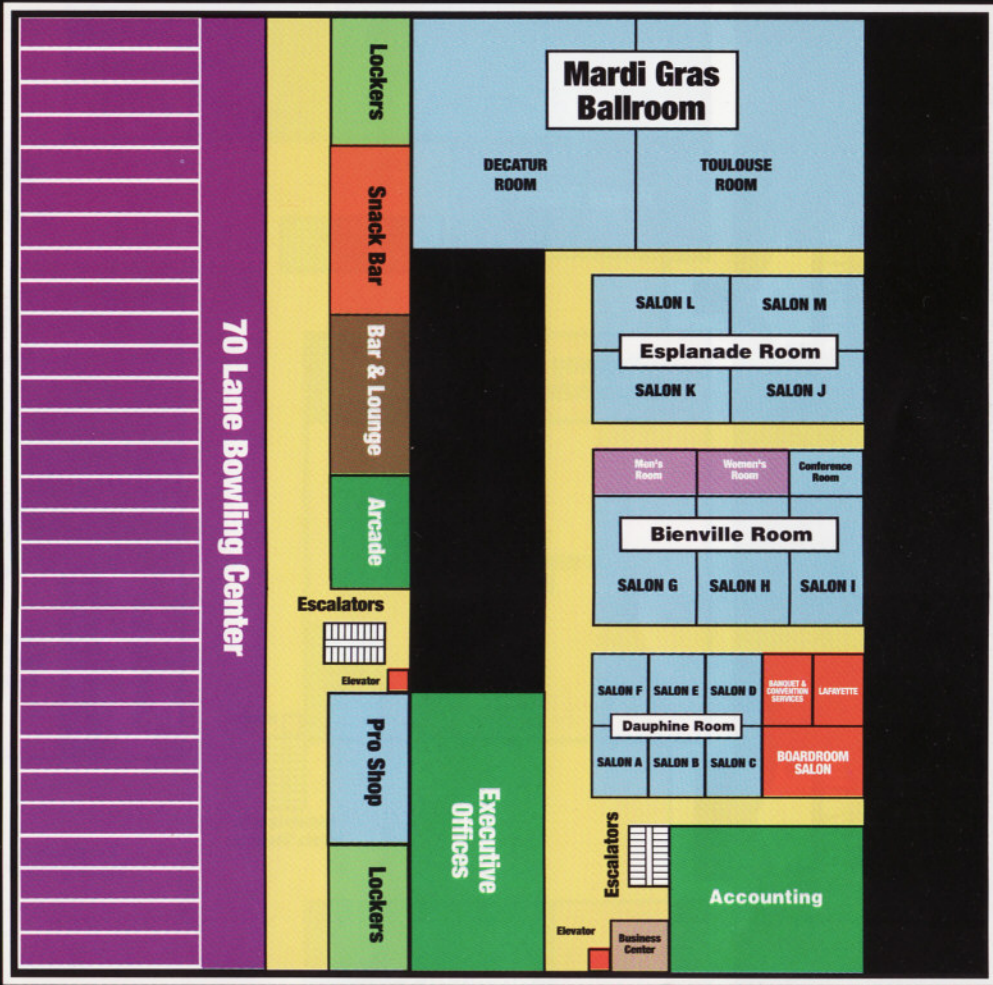 70 Lane Bowling Center
Lockers
Snack Bar
Bar & Lounge
Arcade
Escalators
Elevator
Pro Shop
Lockers
Executive
Offices
Mardi Gras
Ballroom
DECATUR
ROOM
TOULOUSE
ROOM
SALON L
SALON M
Esplanade Room
SALON K
SALON J
Men's
Room
Women's
Room
Conference
Room
Bienville Room
SALON G
SALON H
SALON I
SALON F
SALON E
SALON D
BANQUET &
CONVENTION
SERVICES
LAFAYETTE
Dauphine Room
SALON A
SALON B
SALON C
BOARDROOM
SALON
Escalators
Accounting
Elevator
Business
Center